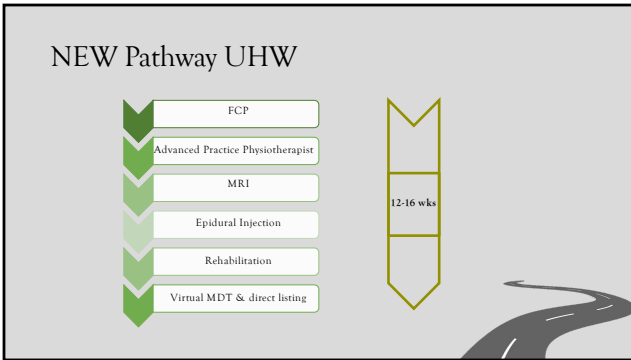 NEW Pathway UHW
FCP
Advanced Practice Physiotherapist
MRI
Epidural Injection
Rehabilitation
Virtual MDT & direct listing
12-16 wks